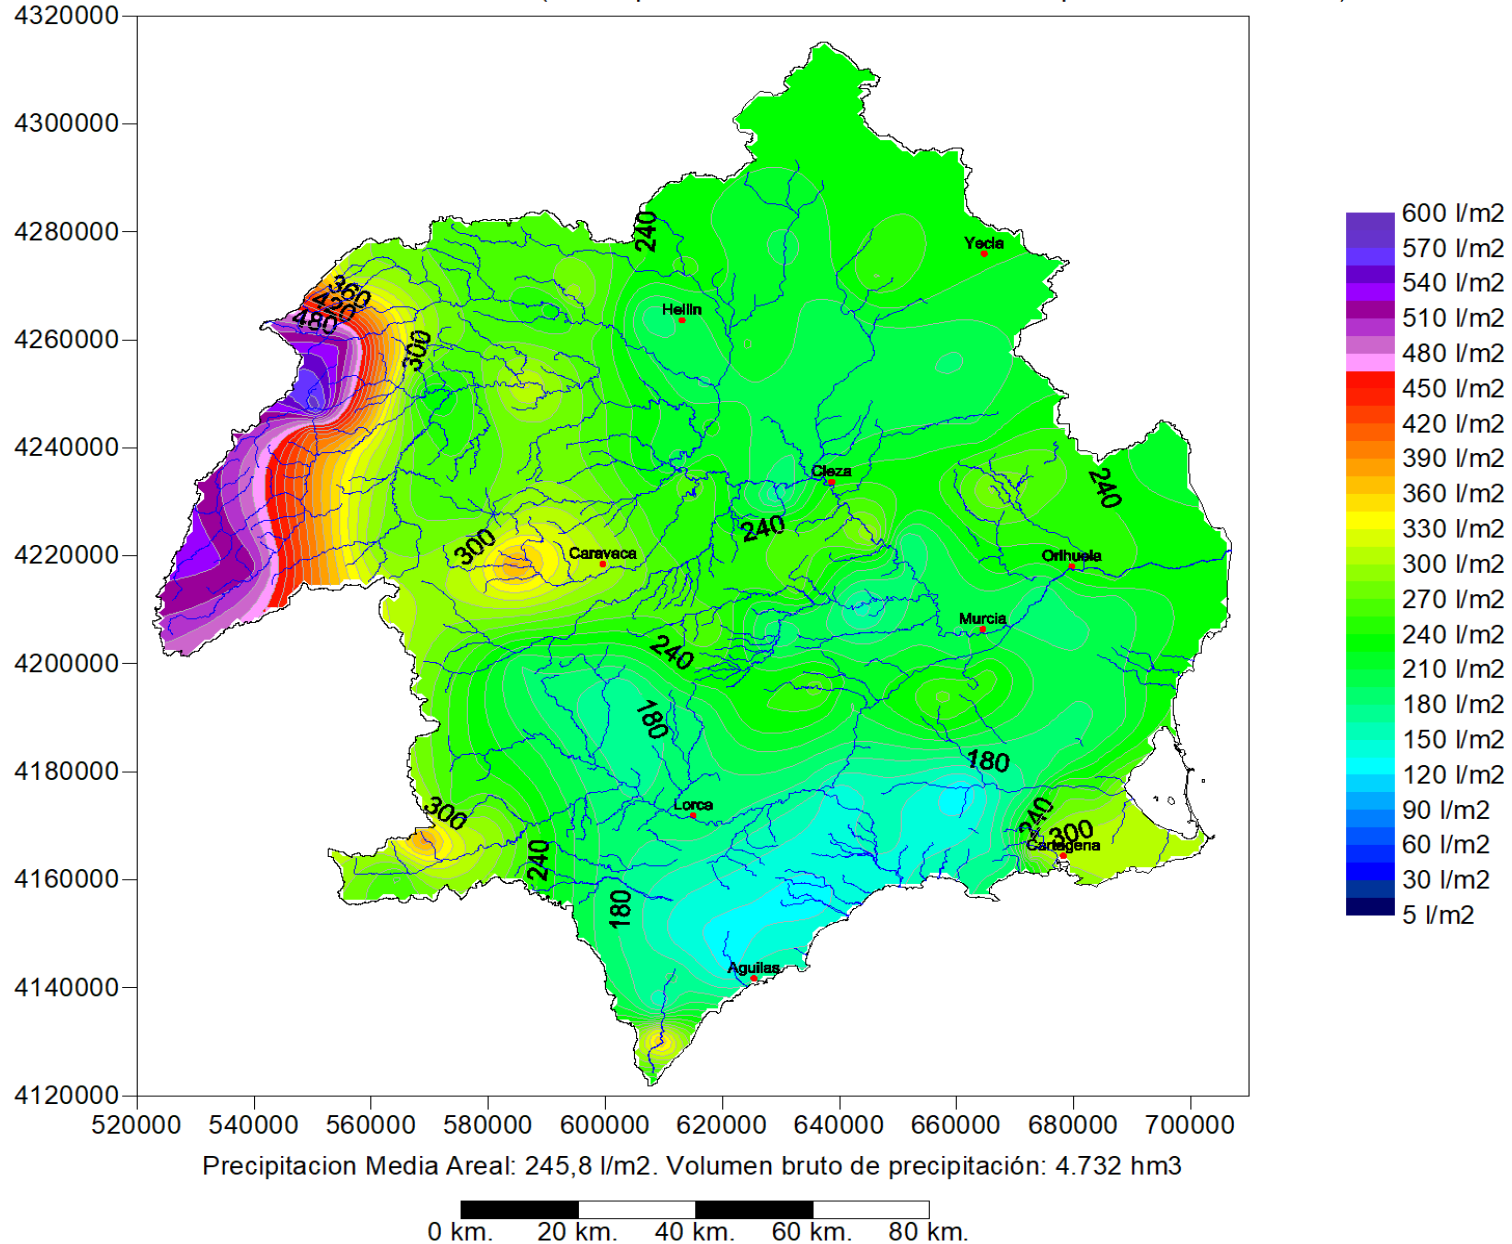 4320000
4300000
4280000
4260000
4240000
4220000
4200000
4180000
4160000
4140000
4120000
520000 540000 560000 580000 600000 620000 640000 660000 680000 700000
240
Yecla
360
420
480
Hellin
300
Cieza
240
240
300
Caravaca
Orihuela
Murcia
240
180
180
300
Lorca
240
300
Cartagena
240
180
Aguilas
600 l/m2
570 l/m2
540 l/m2
510 l/m2
480 l/m2
450 l/m2
420 l/m2
390 l/m2
360 l/m2
330 l/m2
300 l/m2
270 l/m2
240 l/m2
210 l/m2
180 l/m2
150 l/m2
120 l/m2
90 l/m2
60 l/m2
30 l/m2
5 l/m2
Precipitacion Media Areal: 245,8 l/m2. Volumen bruto de precipitación: 4.732 hm3
0 km. 20 km. 40 km. 60 km. 80 km.